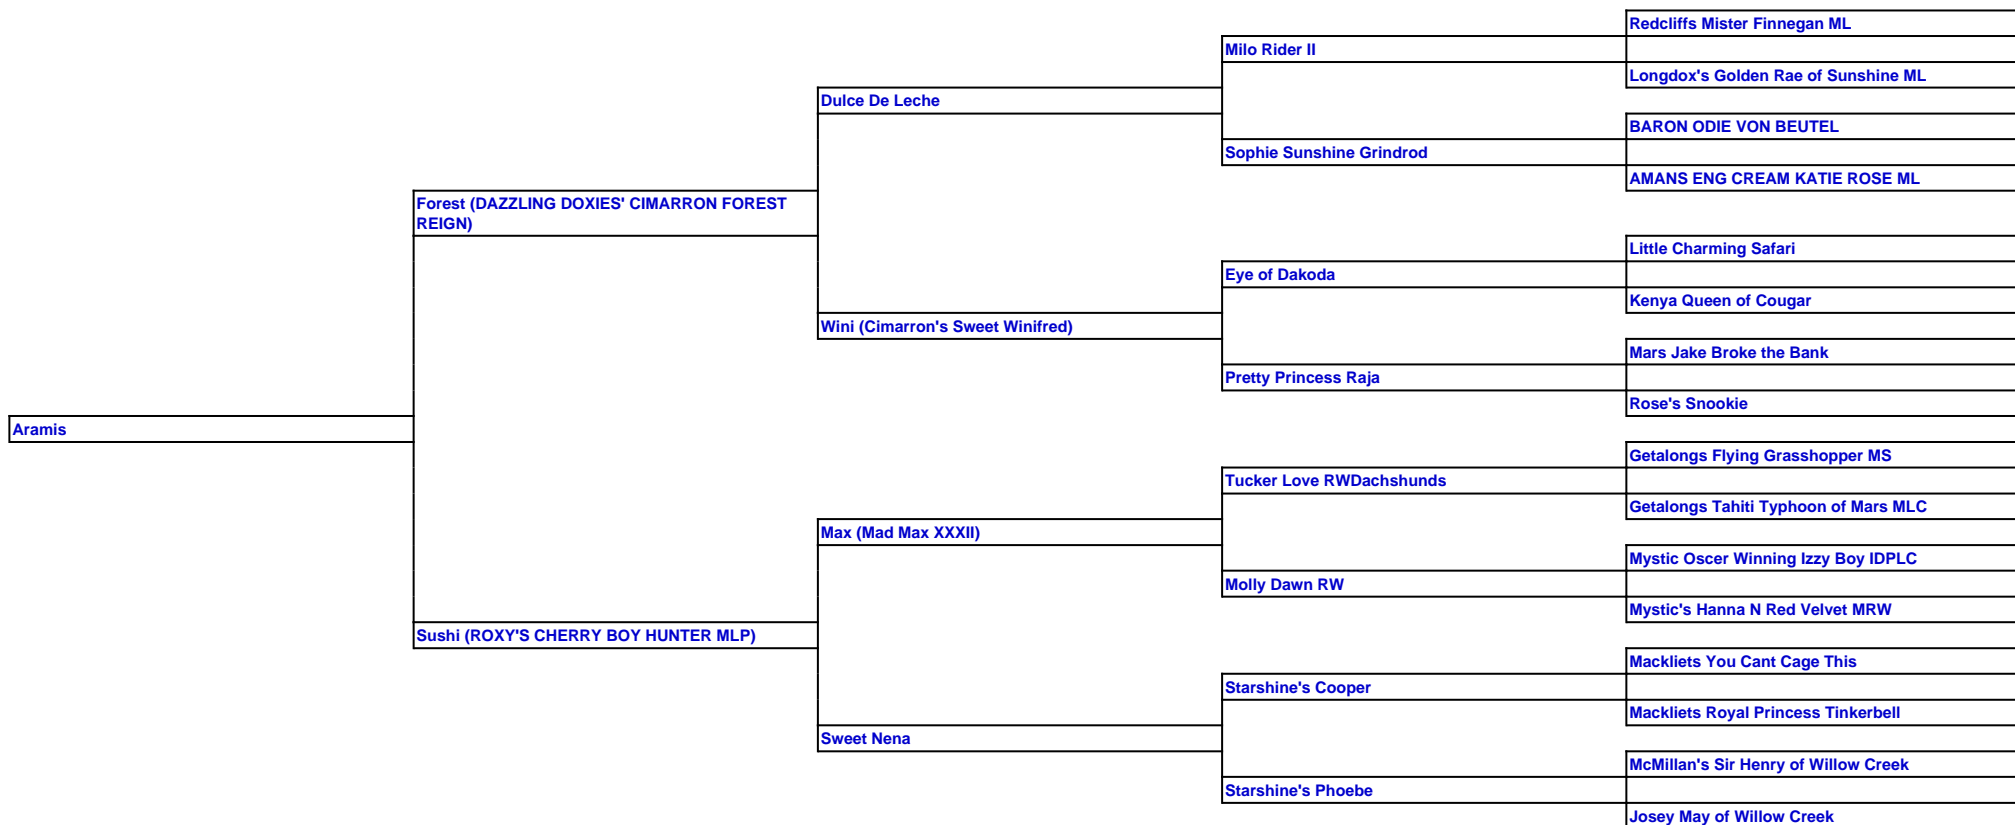 Redcliffs Mister Finnegan ML
Milo Rider II
Longdox's Golden Rae of Sunshine ML
Dulce De Leche
BARON ODIE VON BEUTEL
Sophie Sunshine Grindrod
AMANS ENG CREAM KATIE ROSE ML
Forest (DAZZLING DOXIES' CIMARRON FOREST
REIGN)
Little Charming Safari
Eye of Dakoda
Kenya Queen of Cougar
Wini (Cimarron's Sweet Winifred)
Mars Jake Broke the Bank
Pretty Princess Raja
Rose's Snookie
Aramis
Getalongs Flying Grasshopper MS
Tucker Love RWDachshunds
Getalongs Tahiti Typhoon of Mars MLC
Max (Mad Max XXXII)
Mystic Oscer Winning Izzy Boy IDPLC
Molly Dawn RW
Mystic's Hanna N Red Velvet MRW
Sushi (ROXY'S CHERRY BOY HUNTER MLP)
Mackliets You Cant Cage This
Starshine's Cooper
Mackliets Royal Princess Tinkerbell
Sweet Nena
McMillan's Sir Henry of Willow Creek
Starshine's Phoebe
Josey May of Willow Creek